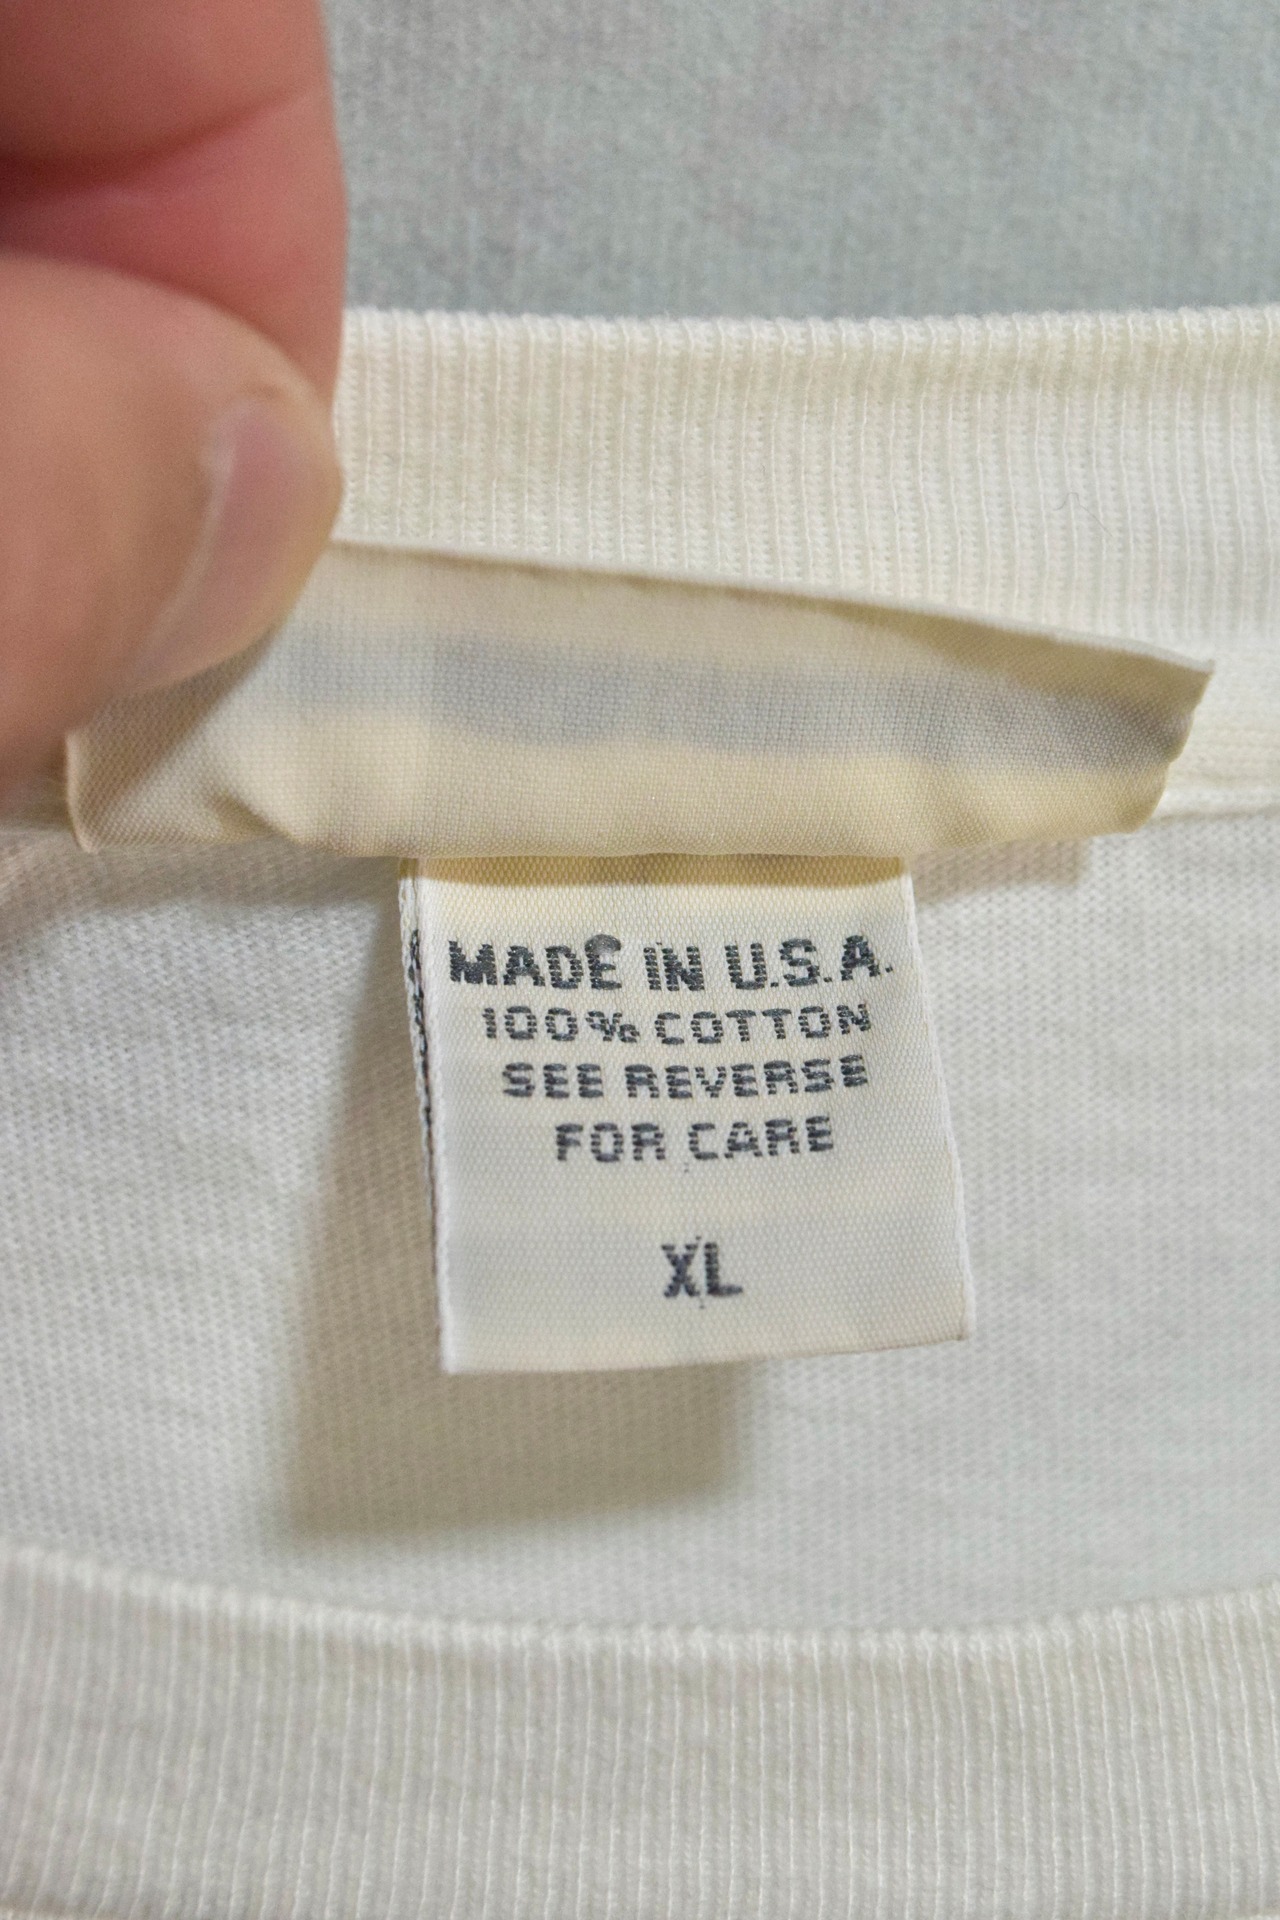 MADE IN U.S.A.
100% COTTON
SEE REVERSE
FOR CARE
XL